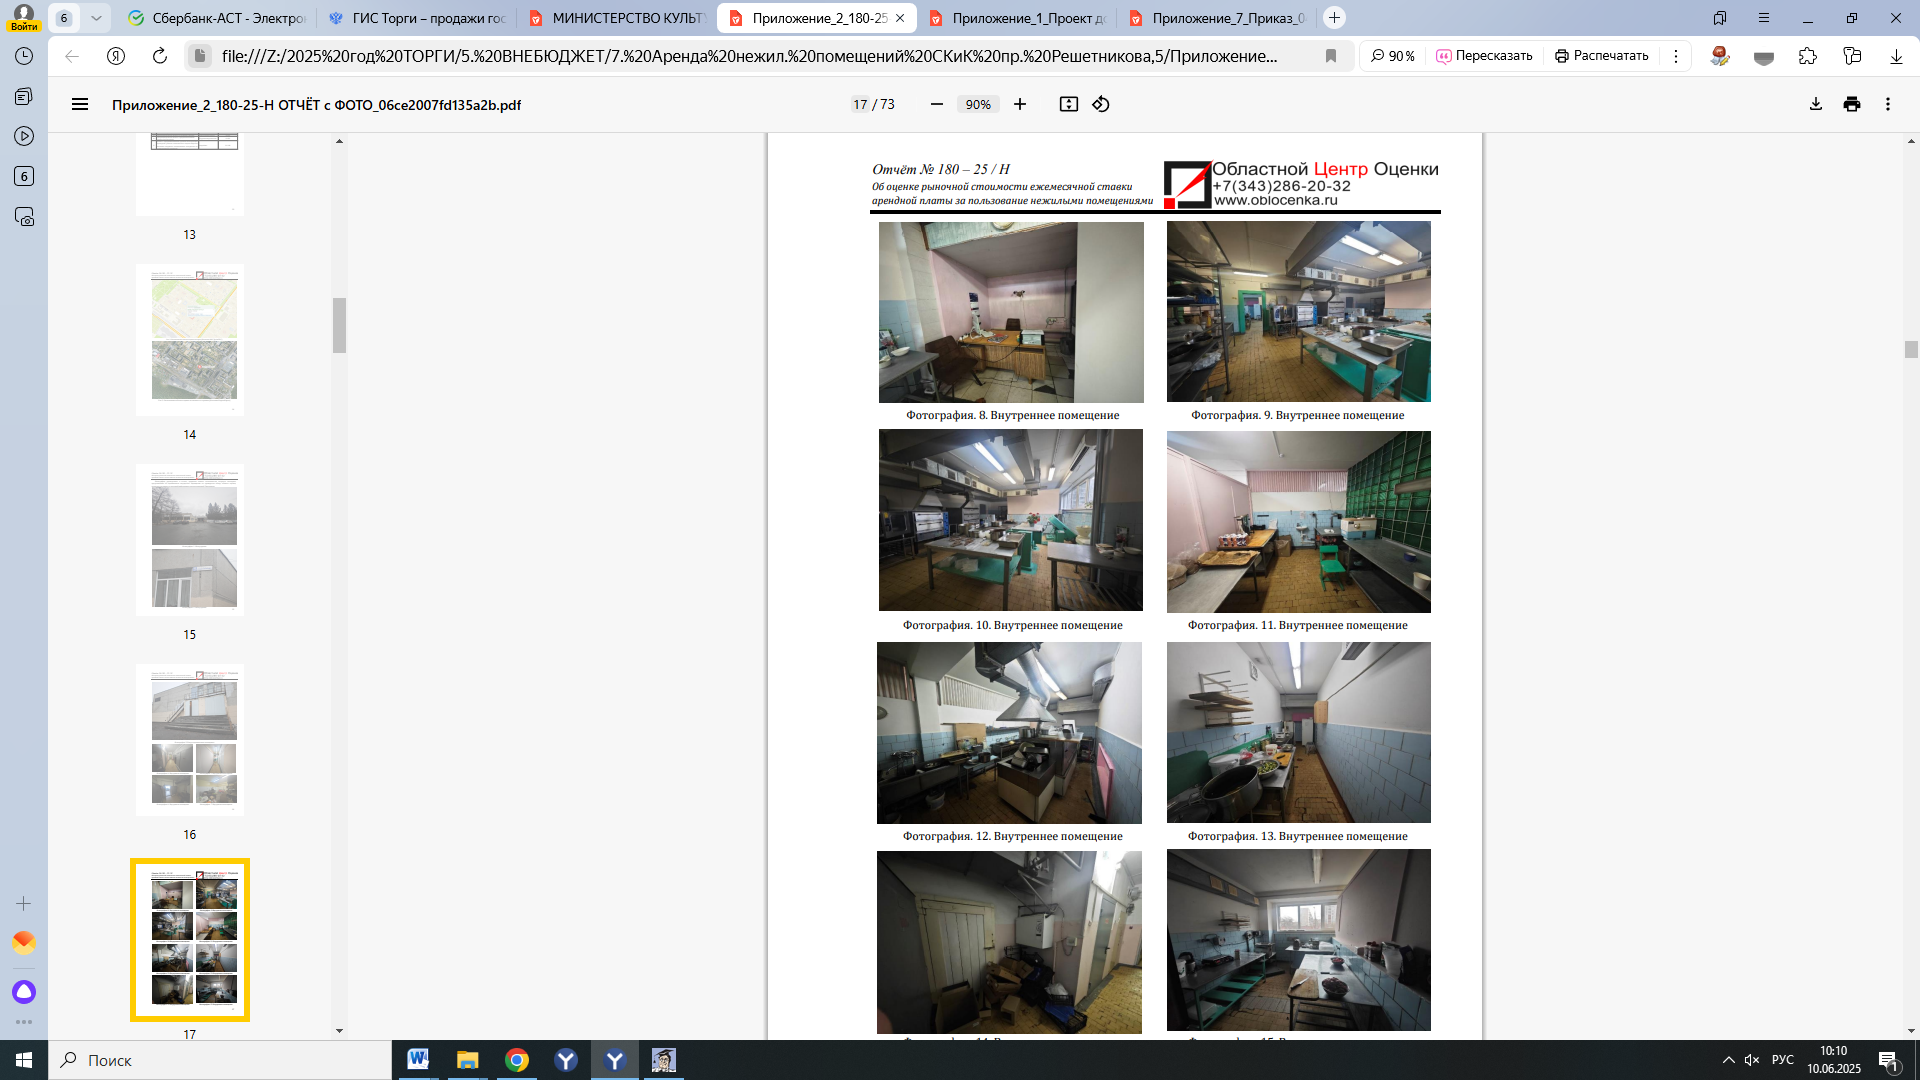 Войти
6
Сбербанк-АСТ - Электрон
ГИС Торги – продажи гос
МИНИСТЕРСТВО КУЛЬТУ
Приложение_2_180-25-
Приложение_1_Проект до
Приложение_7_Приказ_0
file:///Z:/2025%20год%20ТОРГИ/5.%20ВНЕБЮДЖЕТ/7.%20Аренда%20нежил.%20помещений%20СКиК%20пр.%20Решетникова,5/Приложение...
90%
Пересказать
Распечатать
Приложение_2_180-25-Н ОТЧЁТ с ФОТО_06ce2007fd135a2b.pdf
17 / 73
90%
6
13
14
15
16
17
Отчёт № 180 – 25 / Н
Об оценке рыночной стоимости ежемесячной ставки
арендной платы за пользование нежилыми помещениями
Областной Центр Оценки
+7(343)286-20-32
www.oblocenka.ru
Фотография. 8. Внутреннее помещение
Фотография. 9. Внутреннее помещение
Фотография. 10. Внутреннее помещение
Фотография. 11. Внутреннее помещение
Фотография. 12. Внутреннее помещение
Фотография. 13. Внутреннее помещение
Поиск
РУС
10:10
10.06.2025
1